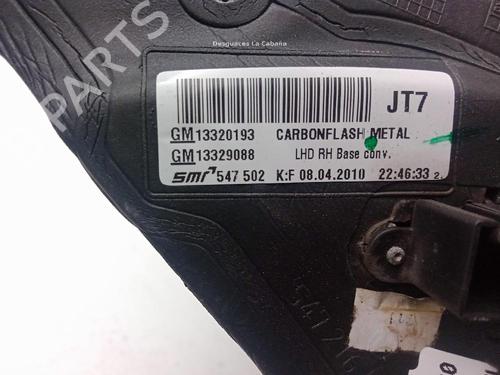 Desguaces La Cabaña
PARTS
JT7
GM13320193 CARBONFLASH METAL
GM13329088 LHD RH Base conv.
smr 547 502 K:F 08.04.2010 22:46:33 2.